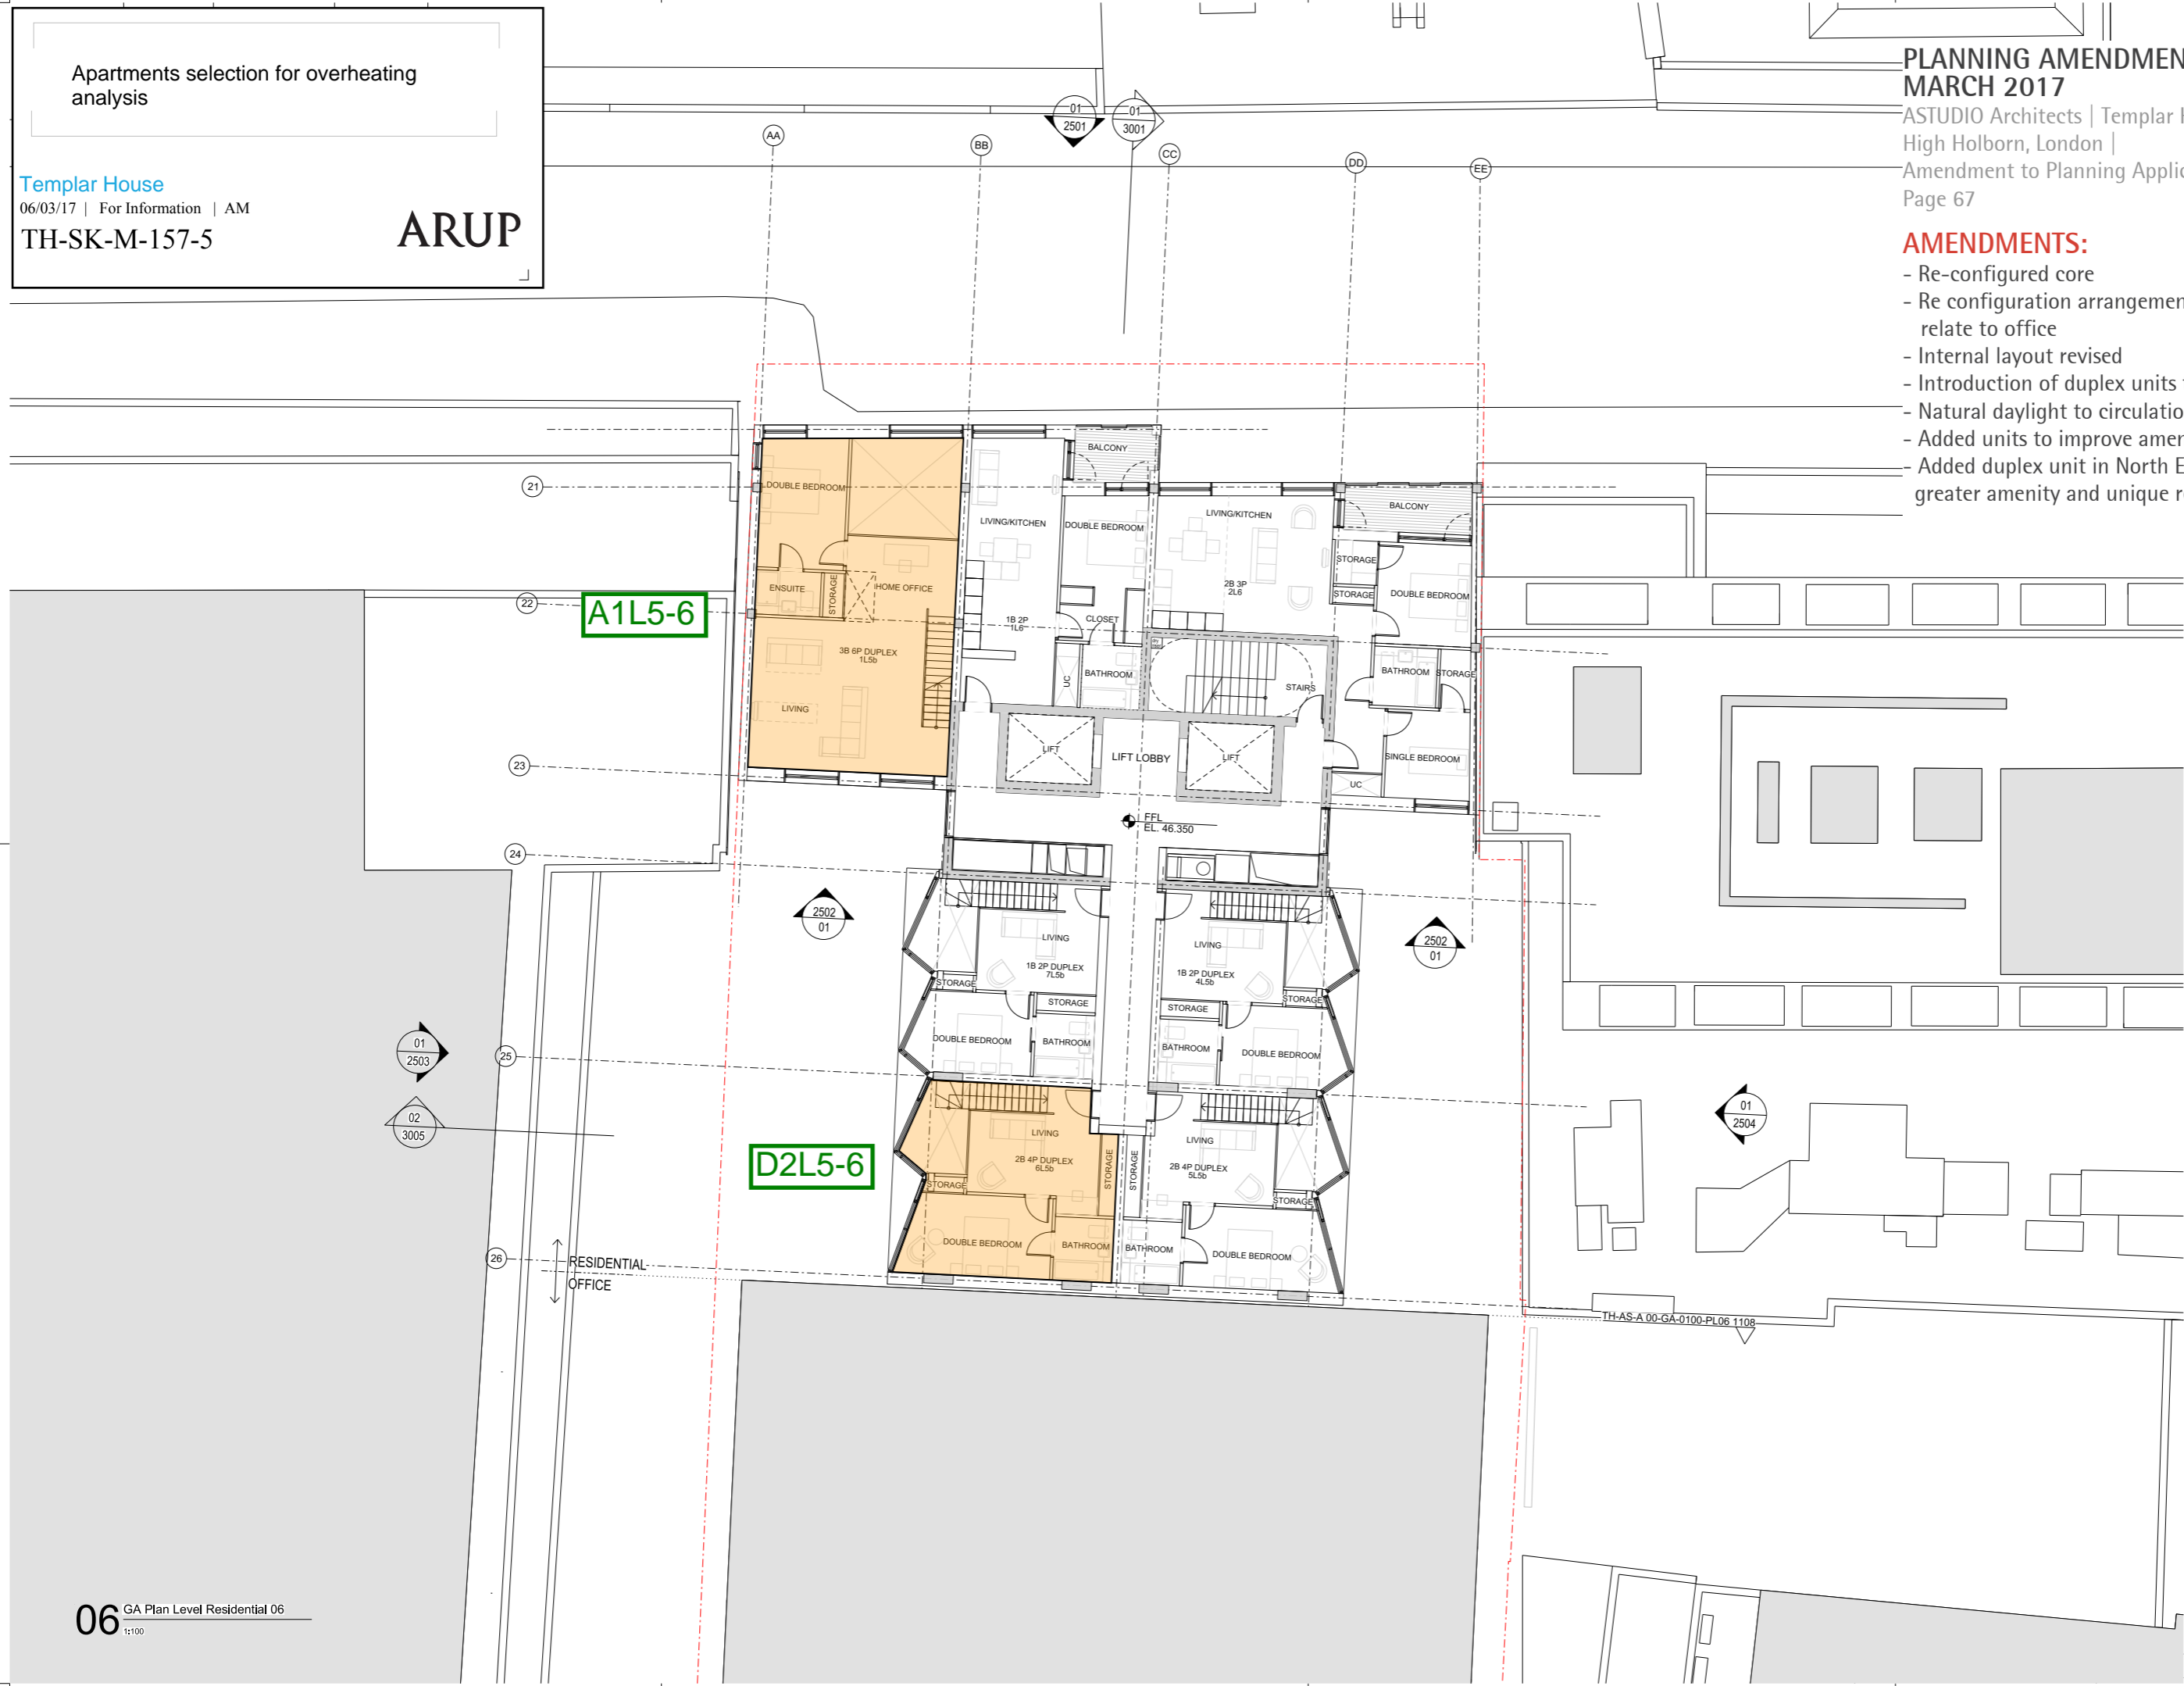 Apartments selection for overheating
analysis
Templar House
06/03/17 | For Information | AM
TH-SK-M-157-5
ARUP
PLANNING AMENDMEN
MARCH 2017
ASTUDIO Architects | Templar H
High Holborn, London |
Amendment to Planning Applic
Page 67
AMENDMENTS:
- Re-configured core
- Re configuration arrangemen
relate to office
- Internal layout revised
- Introduction of duplex units
- Natural daylight to circulatio
- Added units to improve amen
- Added duplex unit in North E
greater amenity and unique r
01
2501
01
3001
AA
BB
CC
DD
EE
21
22
23
24
25
26
A1L5-6
DOUBLE BEDROOM
ENSUITE
STORAGE
HOME OFFICE
3B 6P DUPLEX
1L5b
LIVING
BALCONY
LIVING/KITCHEN
DOUBLE BEDROOM
1B 2P
1L6
CLOSET
UC
BATHROOM
LIVING/KITCHEN
2B 3P
2L6
BALCONY
STORAGE
STORAGE
DOUBLE BEDROOM
BATHROOM
STORAGE
SINGLE BEDROOM
UC
STAIRS
LIFT
LIFT LOBBY
LIFT
FFL
EL. 46.350
2502
01
2502
01
LIVING
1B 2P DUPLEX
7L5b
STORAGE
STORAGE
DOUBLE BEDROOM
BATHROOM
LIVING
1B 2P DUPLEX
4L5b
STORAGE
STORAGE
BATHROOM
DOUBLE BEDROOM
01
2503
02
3005
01
2504
D2L5-6
LIVING
2B 4P DUPLEX
6L5b
STORAGE
STORAGE
DOUBLE BEDROOM
BATHROOM
LIVING
2B 4P DUPLEX
5L5b
STORAGE
STORAGE
BATHROOM
DOUBLE BEDROOM
RESIDENTIAL
OFFICE
TH-AS-A 00-GA-0100-PL06 1108
06 GA Plan Level Residential 06
1:100